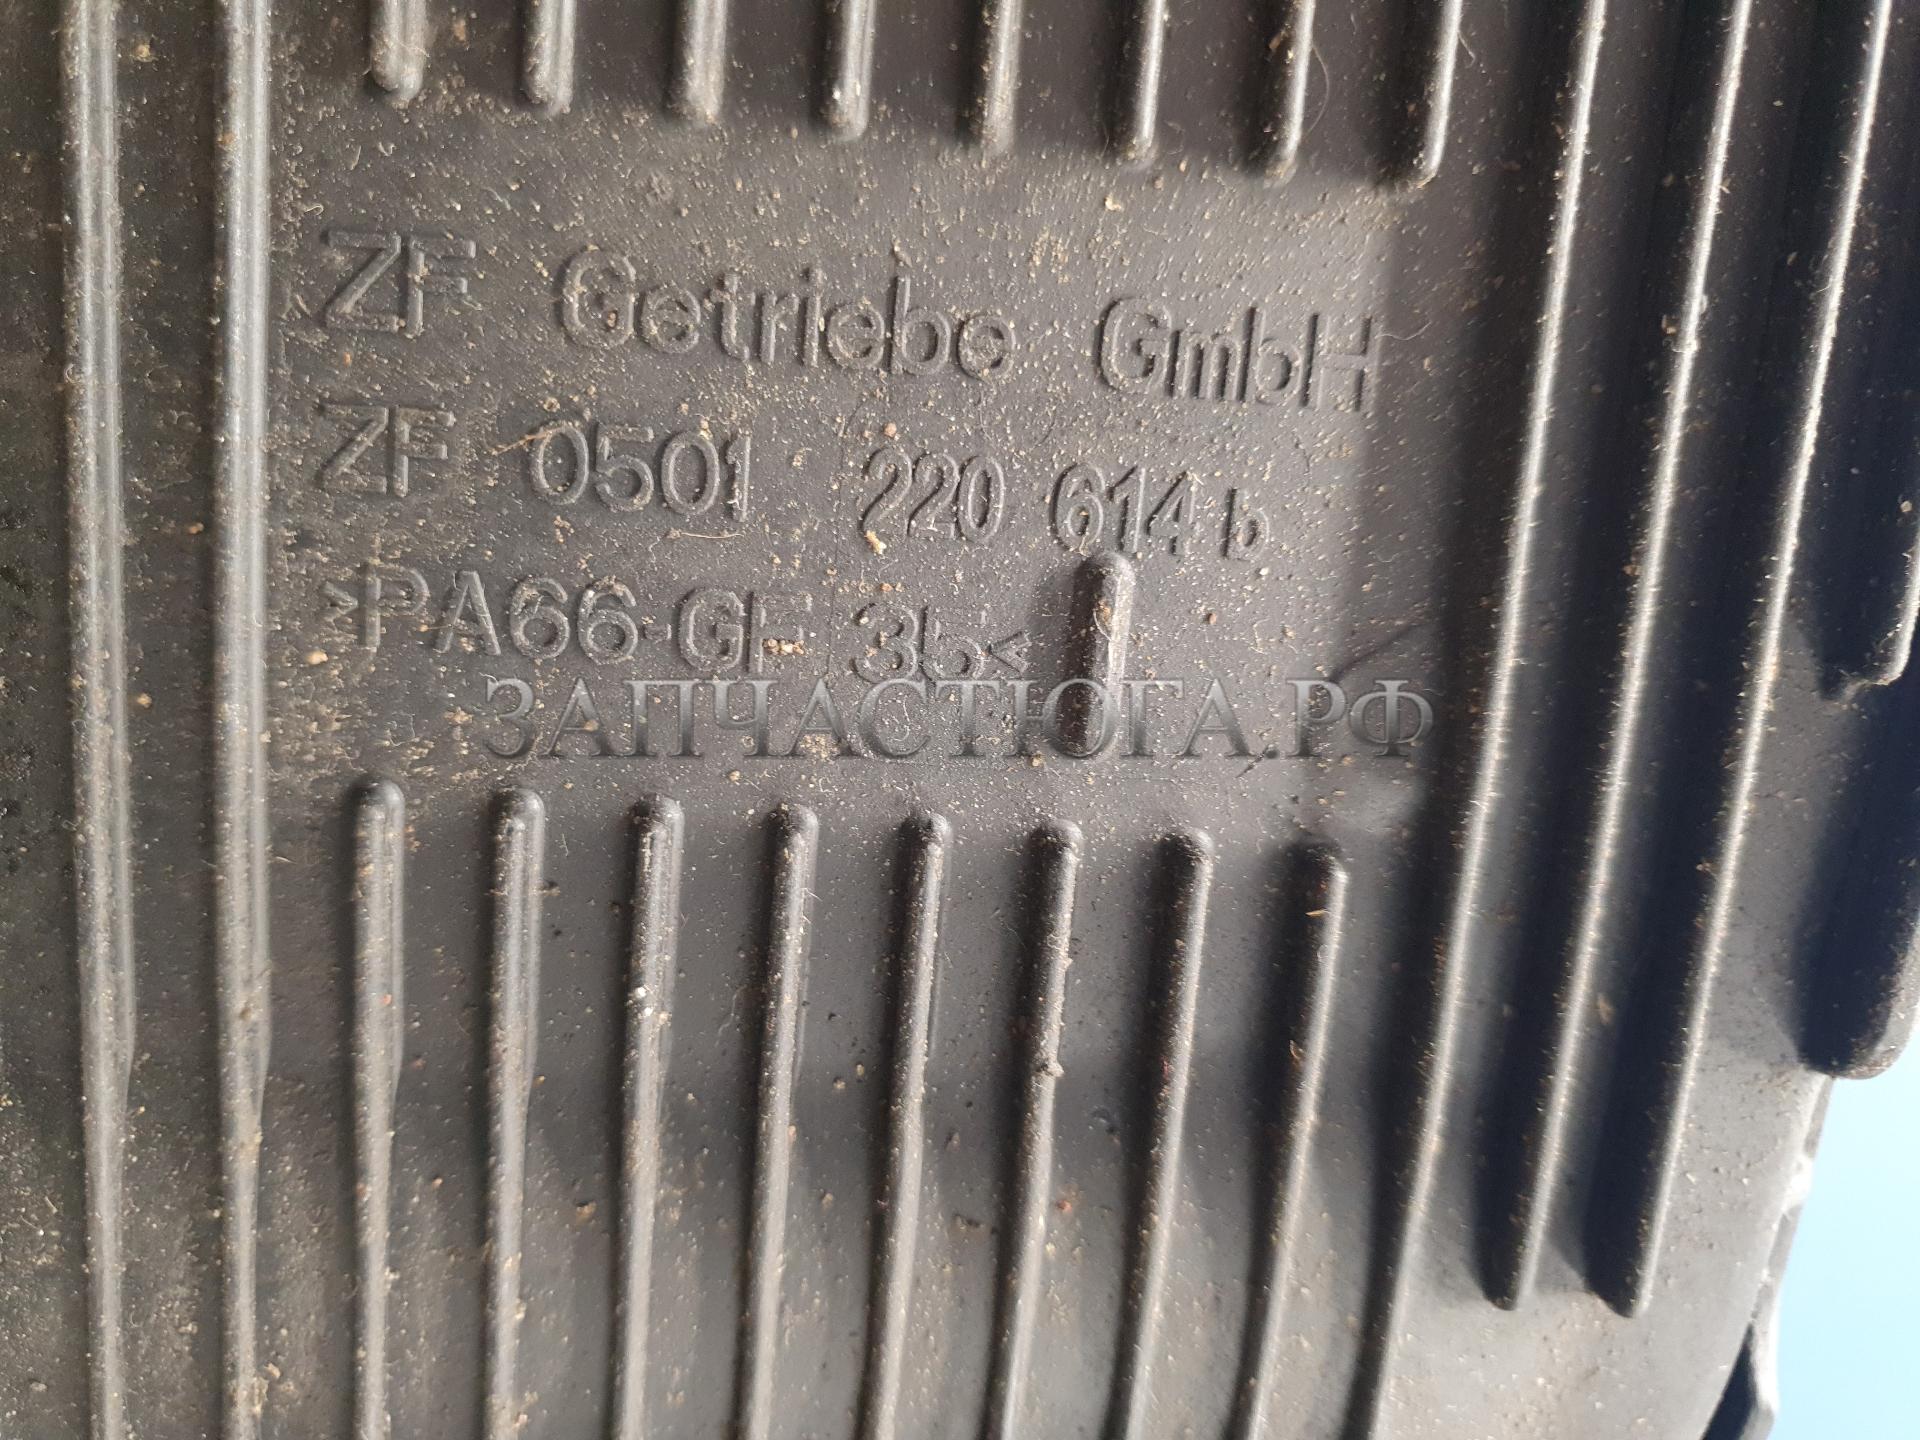 ZF Getriebe GmbH
ZF 0501 220 614 b
>PA66-GF 35<
ЗАПЧАСТЮГА.РФ